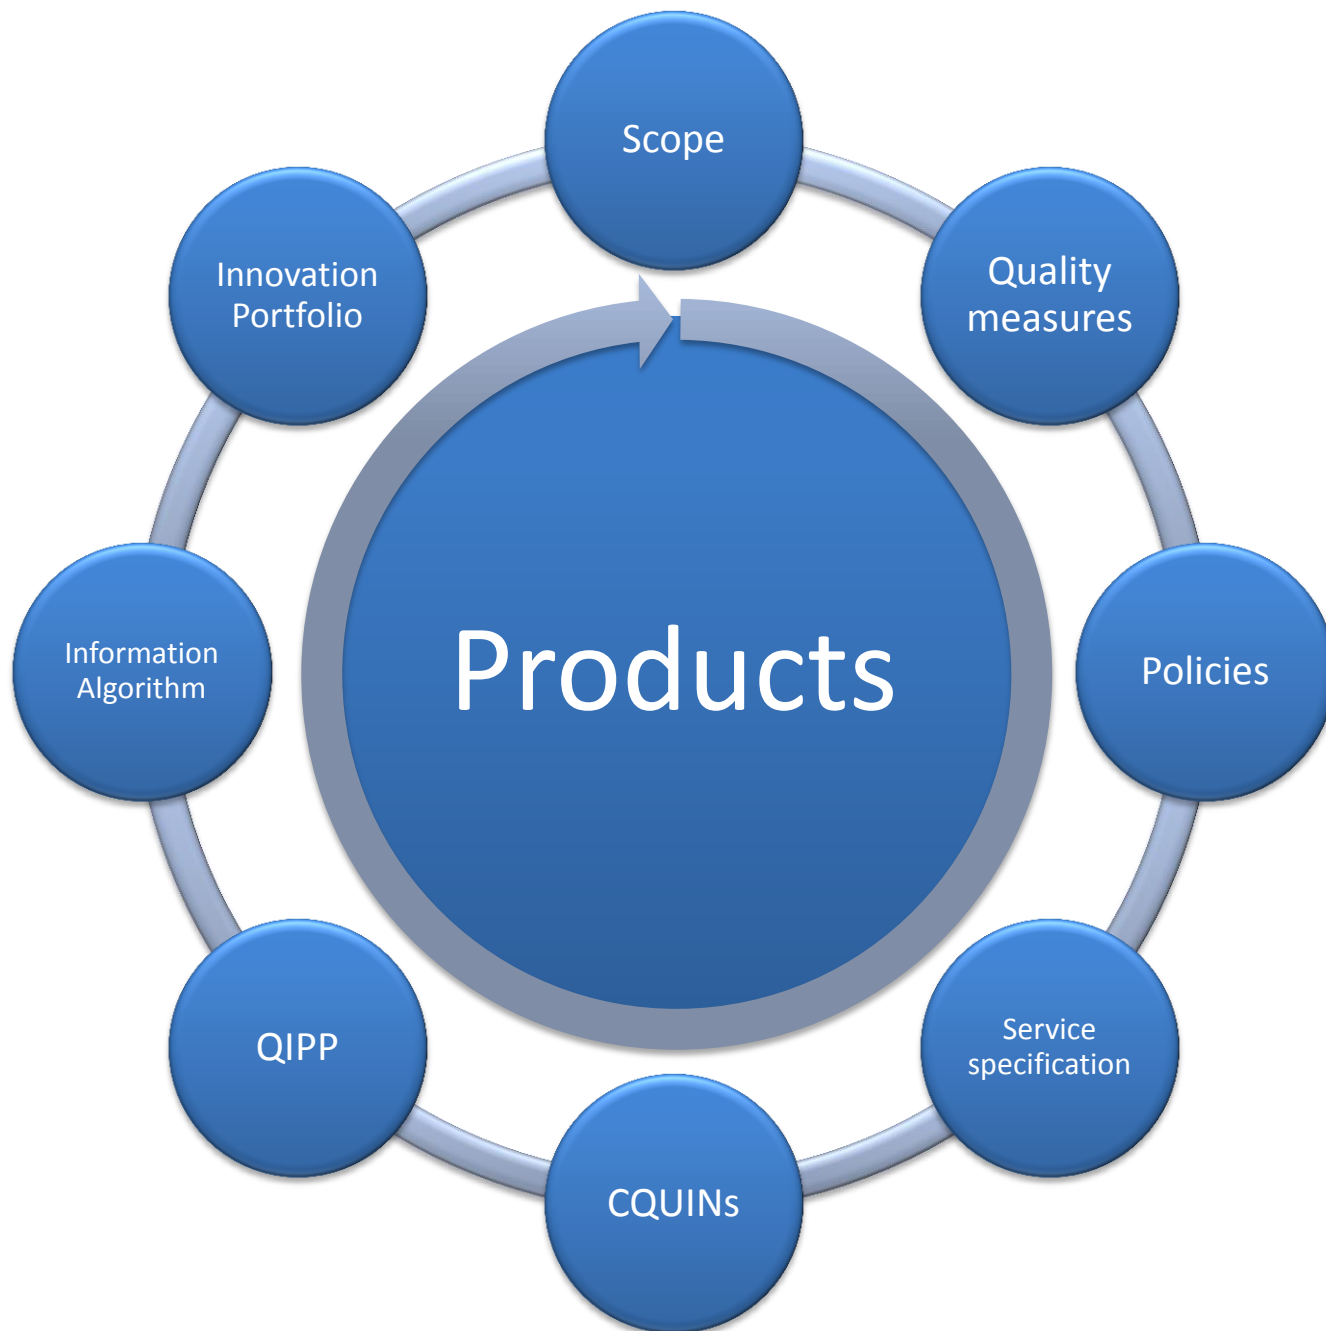 Scope
Quality
measures
Policies
Service
specification
CQUINs
QIPP
Information
Algorithm
Innovation
Portfolio
Products